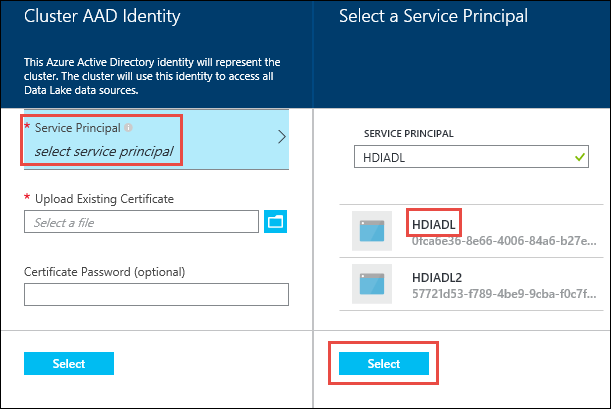 Cluster AAD Identity
This Azure Active Directory identity will represent the
cluster. The cluster will use this identity to access all
Data Lake data sources.
* Service Principal
select service principal
* Upload Existing Certificate
Select a file
Certificate Password (optional)
Select
Select a Service Principal
SERVICE PRINCIPAL
HDIADL
HDIADL
0fca6e36-8e66-4006-84a6-b27e...
HDIADL2
57721d53-f789-4be9-9cba-f0c7f...
Select